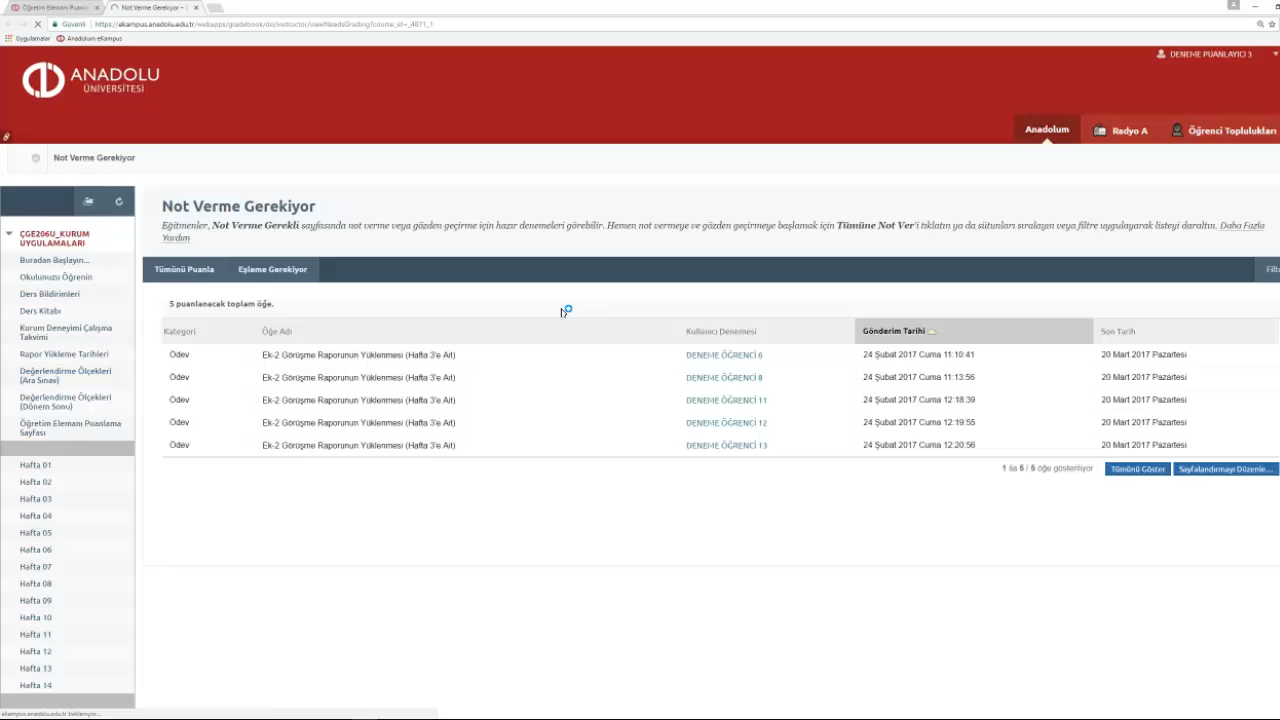 Öğretim Elemanı Puanla
Not Verme Gerekiyor –
Güvenli
https://ekampus.anadolu.edu.tr/webapps/gradebook/do/instructor/viewNeedsGrading?course_id=_4671_1
Uygulamalar
Anadolum eKampus
ANADOLU
ÜNİVERSİTESİ
DENEME PUANLAYICI 3
Anadolum
Radyo A
Öğrenci Toplulukları
Not Verme Gerekiyor
ÇGE206U_KURUM
UYGULAMALARI
Buradan Başlayın...
Okulunuzu Öğrenin
Ders Bildirimleri
Ders Kitabı
Kurum Deneyimi Çalışma
Takvimi
Rapor Yükleme Tarihleri
Değerlendirme Ölçekleri
(Ara Sınav)
Değerlendirme Ölçekleri
(Dönem Sonu)
Öğretim Elemanı Puanlama
Sayfası
Hafta 01
Hafta 02
Hafta 03
Hafta 04
Hafta 05
Hafta 06
Hafta 07
Hafta 08
Hafta 09
Hafta 10
Hafta 11
Hafta 12
Hafta 13
Hafta 14
Not Verme Gerekiyor
Eğitmenler, Not Verme Gerekli sayfasında not verme veya gözden geçirme için hazır denemeleri görebilir. Hemen not vermeye ve gözden geçirmeye başlamak için Tümüne Not Ver'i tıklatın ya da sütunları sıralayın veya filtre uygulayarak listeyi daraltın. Daha Fazla
Yardım
Tümünü Puanla
Eşleme Gerekiyor
Filt
5 puanlanacak toplam öğe.
Kategori Öğe Adı Kullanıcı Denemesi Gönderim Tarihi Son Tarih
Ödev Ek-2 Görüşme Raporunun Yüklenmesi (Hafta 3'e Ait) DENEME ÖĞRENCİ 6 24 Şubat 2017 Cuma 11:10:41 20 Mart 2017 Pazartesi
Ödev Ek-2 Görüşme Raporunun Yüklenmesi (Hafta 3'e Ait) DENEME ÖĞRENCİ 8 24 Şubat 2017 Cuma 11:13:56 20 Mart 2017 Pazartesi
Ödev Ek-2 Görüşme Raporunun Yüklenmesi (Hafta 3'e Ait) DENEME ÖĞRENCİ 11 24 Şubat 2017 Cuma 12:18:39 20 Mart 2017 Pazartesi
Ödev Ek-2 Görüşme Raporunun Yüklenmesi (Hafta 3'e Ait) DENEME ÖĞRENCİ 12 24 Şubat 2017 Cuma 12:19:55 20 Mart 2017 Pazartesi
Ödev Ek-2 Görüşme Raporunun Yüklenmesi (Hafta 3'e Ait) DENEME ÖĞRENCİ 13 24 Şubat 2017 Cuma 12:20:56 20 Mart 2017 Pazartesi
1 ila 5 / 5 öğe gösteriliyor
Tümünü Göster
Sayfalandırmayı Düzenle...
ekampus.anadolu.edu.tr bekleniyor...